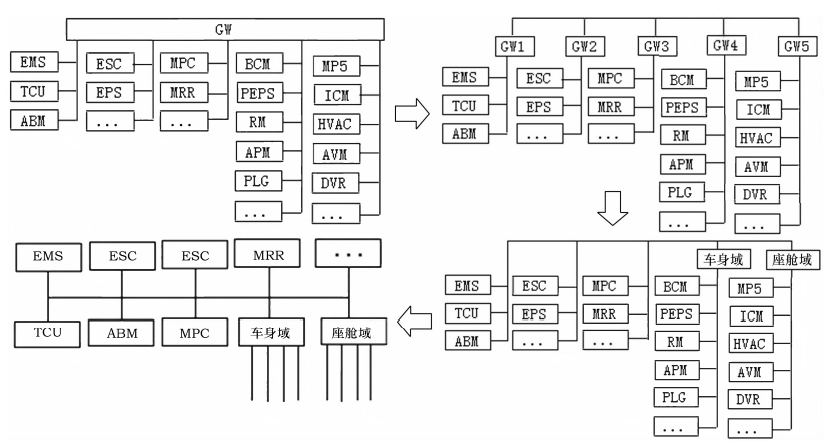 GW
EMS
TCU
ABM
ESC
EPS
...
MPC
MRR
...
BCM
PEPS
RM
APM
PLG
...
MP5
ICM
HVAC
AVM
DVR
...
GW1
GW2
GW3
GW4
GW5
EMS
TCU
ABM
ESC
EPS
...
MPC
MRR
...
BCM
PEPS
RM
APM
PLG
...
MP5
ICM
HVAC
AVM
DVR
...
车身域
座舱域
EMS
TCU
ABM
ESC
EPS
...
MPC
MRR
...
BCM
PEPS
RM
APM
PLG
...
MP5
ICM
HVAC
AVM
DVR
...
EMS
ESC
ESC
MRR
...
TCU
ABM
MPC
车身域
座舱域